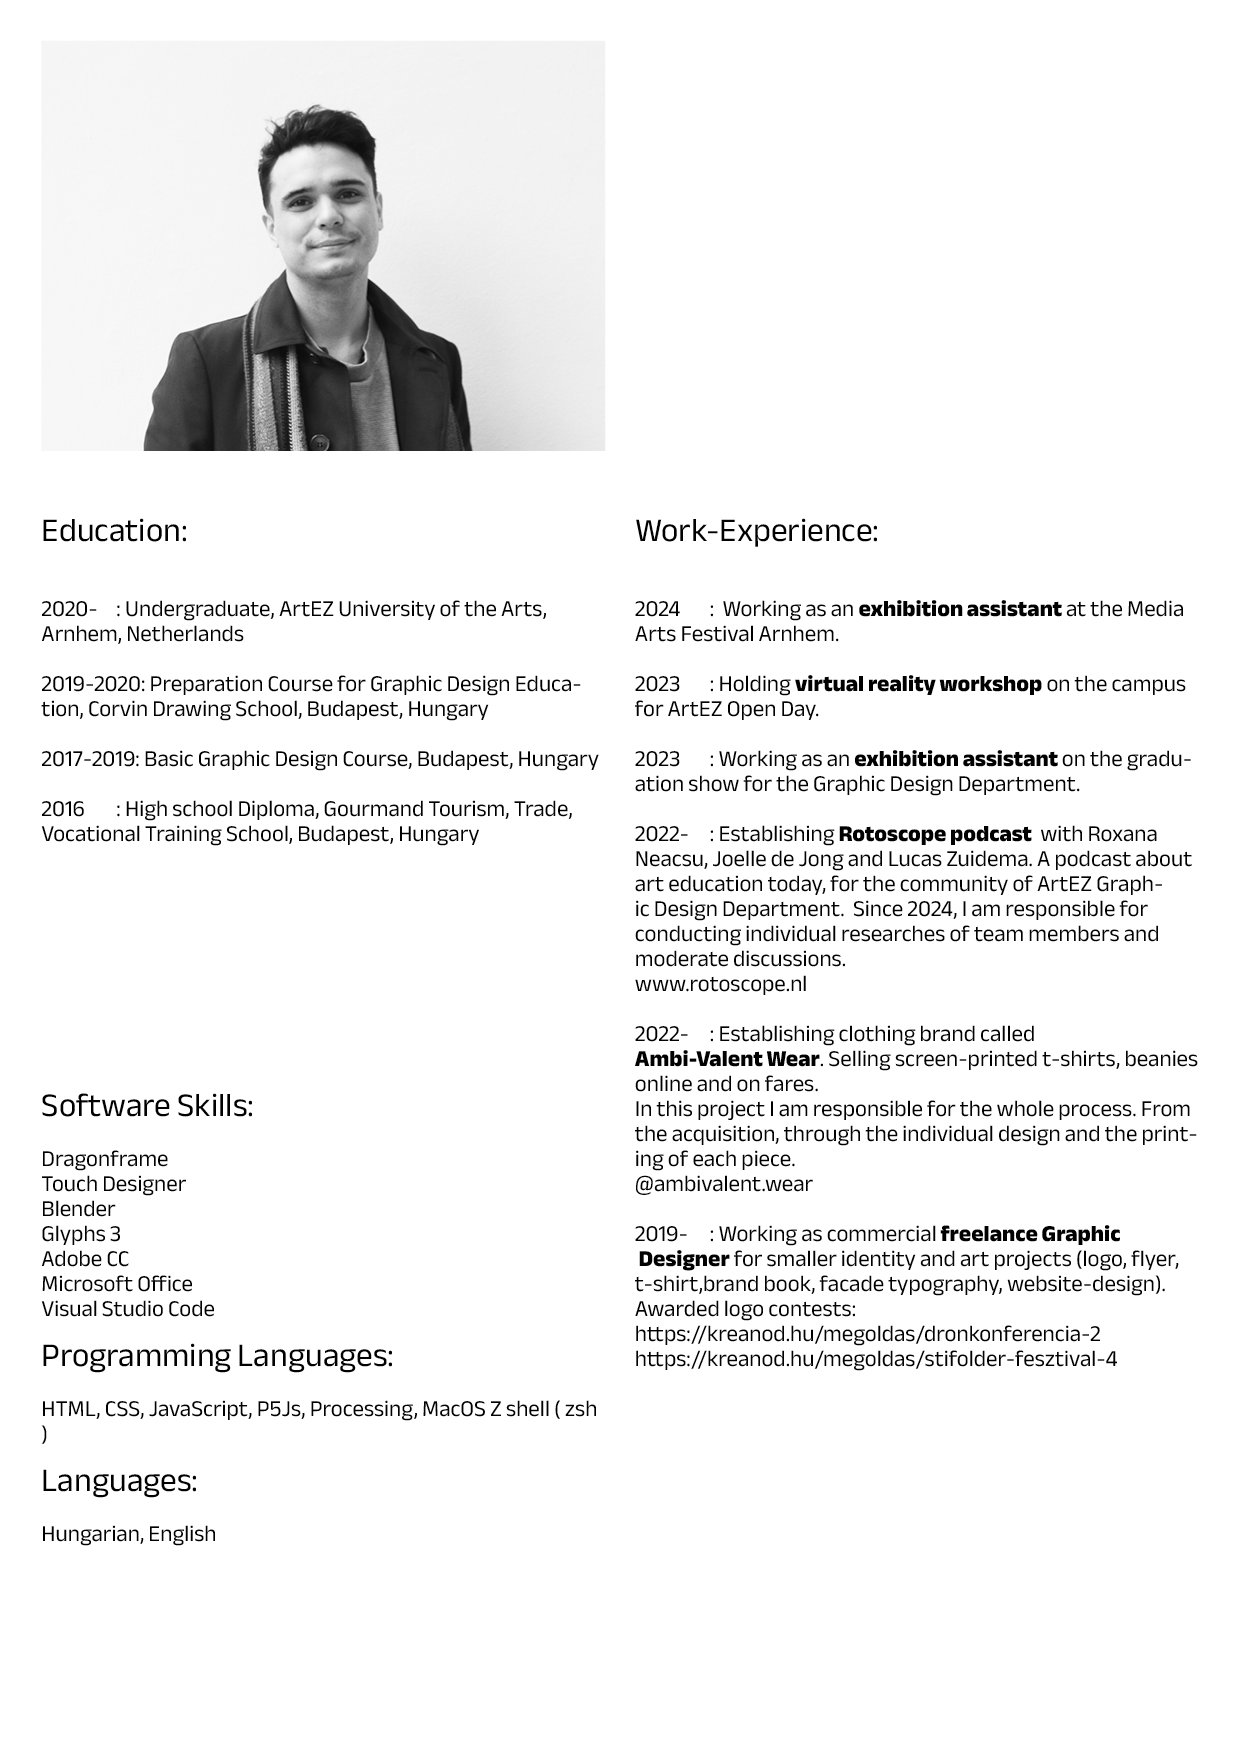 Education:
2020- : Undergraduate, ArtEZ University of the Arts,
Arnhem, Netherlands
2019-2020: Preparation Course for Graphic Design Educa-
tion, Corvin Drawing School, Budapest, Hungary
2017-2019: Basic Graphic Design Course, Budapest, Hungary
2016 : High school Diploma, Gourmand Tourism, Trade,
Vocational Training School, Budapest, Hungary
Software Skills:
Dragonframe
Touch Designer
Blender
Glyphs 3
Adobe CC
Microsoft Office
Visual Studio Code
Programming Languages:
HTML, CSS, JavaScript, P5Js, Processing, MacOS Z shell ( zsh
)
Languages:
Hungarian, English
Work-Experience:
2024 : Working as an exhibition assistant at the Media
Arts Festival Arnhem.
2023 : Holding virtual reality workshop on the campus
for ArtEZ Open Day.
2023 : Working as an exhibition assistant on the gradu-
ation show for the Graphic Design Department.
2022- : Establishing Rotoscope podcast with Roxana
Neacsu, Joelle de Jong and Lucas Zuidema. A podcast about
art education today, for the community of ArtEZ Graph-
ic Design Department. Since 2024, I am responsible for
conducting individual researches of team members and
moderate discussions.
www.rotoscope.nl
2022- : Establishing clothing brand called
Ambi-Valent Wear. Selling screen-printed t-shirts, beanies
online and on fares.
In this project I am responsible for the whole process. From
the acquisition, through the individual design and the print-
ing of each piece.
@ambivalent.wear
2019- : Working as commercial freelance Graphic
Designer for smaller identity and art projects (logo, flyer,
t-shirt,brand book, facade typography, website-design).
Awarded logo contests:
https://kreanod.hu/megoldas/dronkonferencia-2
https://kreanod.hu/megoldas/stifolder-fesztival-4